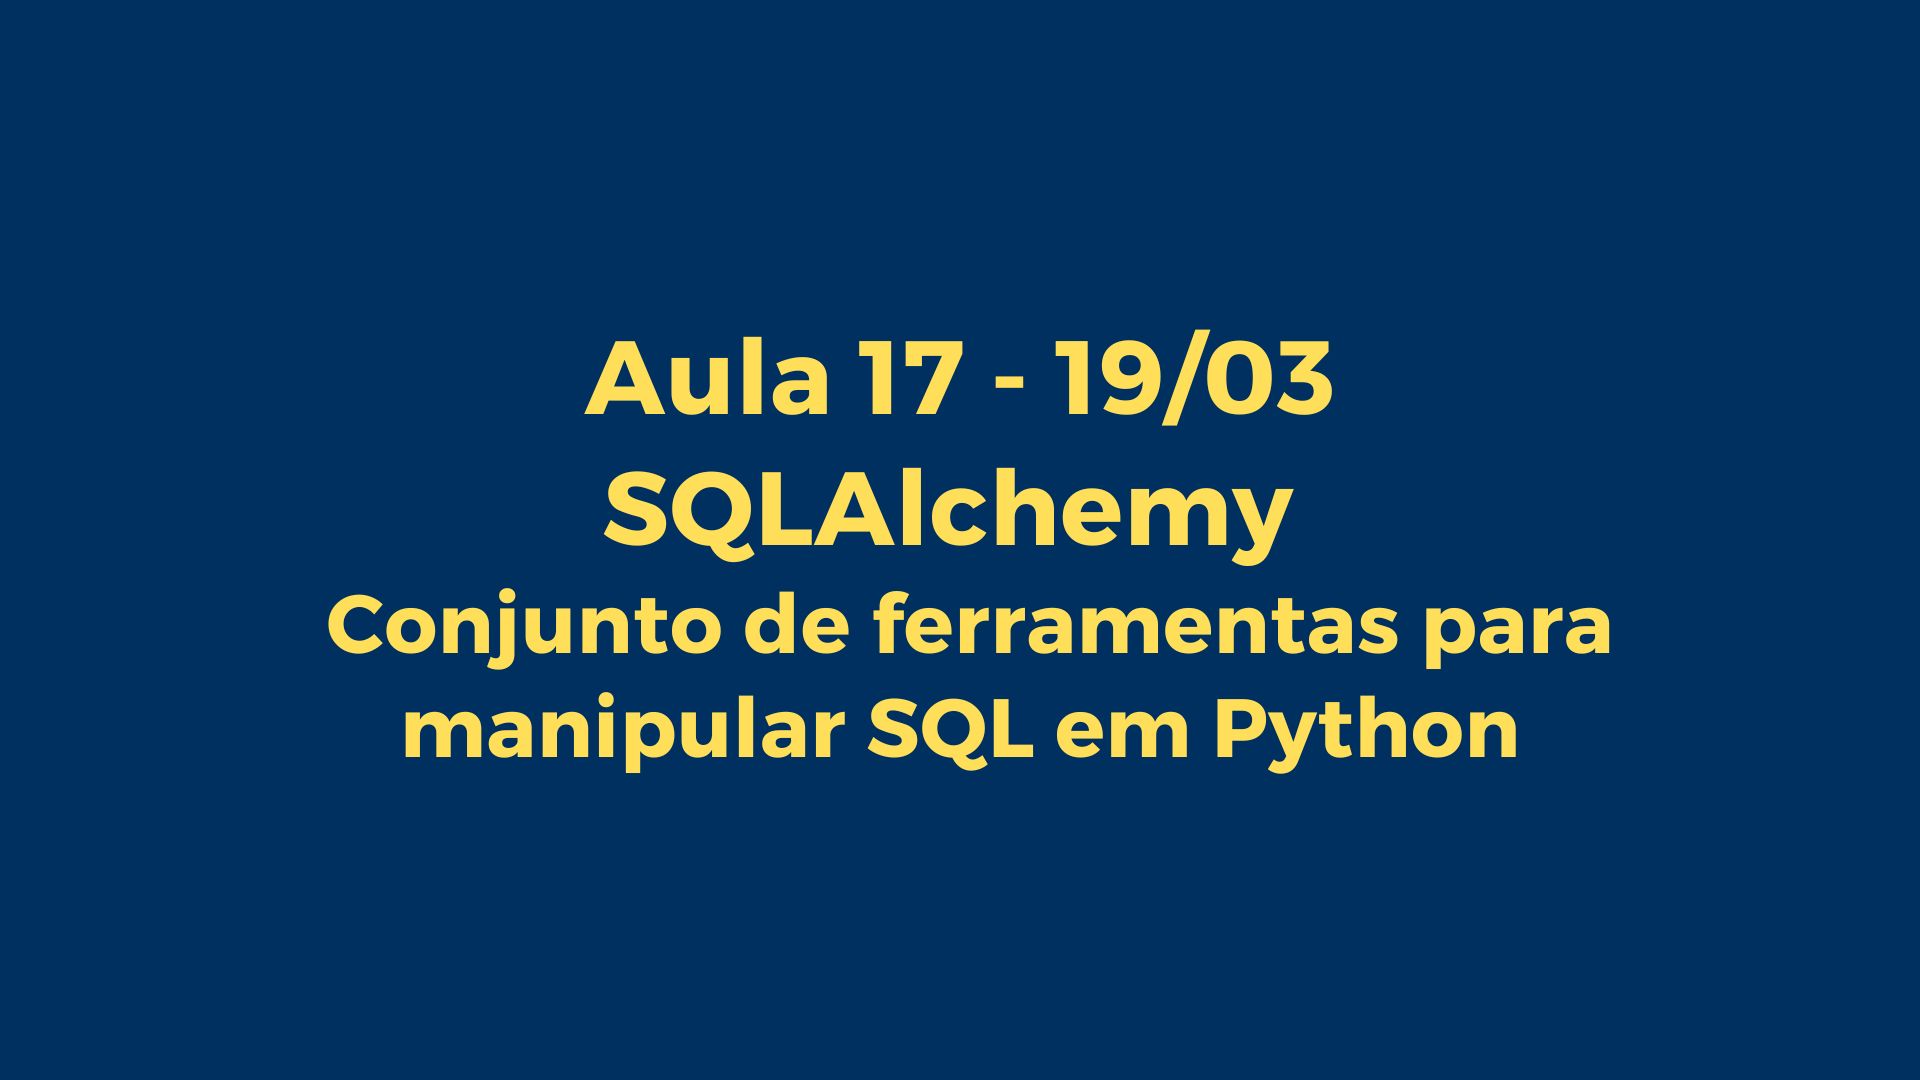 Aula 17 - 19/03
SQLAlchemy
Conjunto de ferramentas para
manipular SQL em Python